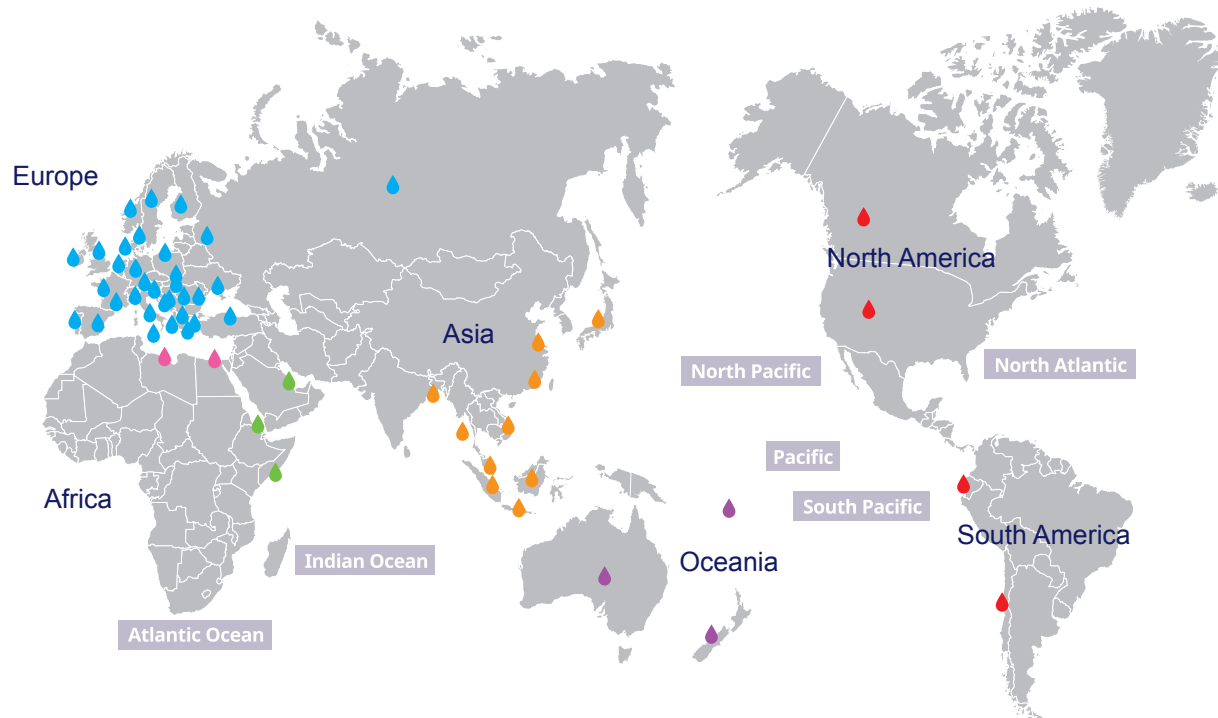 Europe
North America
Asia
North Pacific
North Atlantic
Pacific
Africa
South Pacific
South America
Indian Ocean
Oceania
Atlantic Ocean